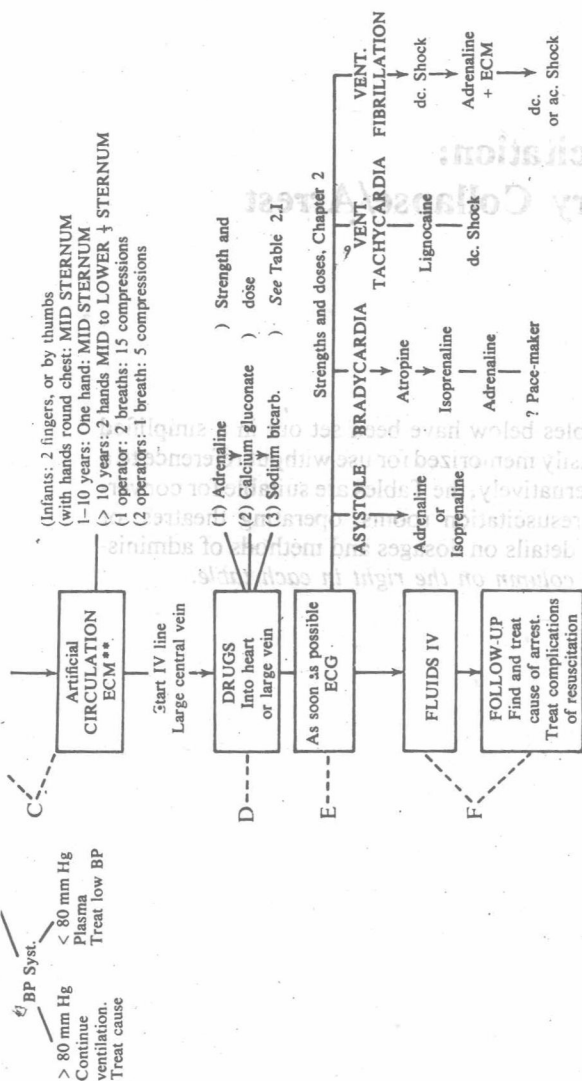 BP Syst.
> 80 mm Hg
Continue
ventilation.
Treat cause
< 80 mm Hg
Plasma
Treat low BP
C
Artificial
CIRCULATION
ECM**
(Infants: 2 fingers, or by thumbs
(with hands round chest: MID STERNUM
1–10 years: One hand: MID STERNUM
(> 10 years: 2 hands MID to LOWER ⅓ STERNUM
(1 operator: 2 breaths: 15 compressions
(2 operators: 1 breath: 5 compressions
Start IV line
Large central vein
D
DRUGS
Into heart
or large vein
(1) Adrenaline ) Strength and
(2) Calcium gluconate ) dose
(3) Sodium bicarb. ) See Table 2.1
E
As soon as possible
ECG
Strengths and doses, Chapter 2
ASYSTOLE
Adrenaline
or
Isoprenaline
BRADYCARDIA
Atropine
Isoprenaline
Adrenaline
? Pace-maker
VENT.
TACHYCARDIA
Lignocaine
dc. Shock
VENT.
FIBRILLATION
dc. Shock
Adrenaline
+ ECM
dc.
or ac. Shock
F
FLUIDS IV
FOLLOW-UP
Find and treat
cause of arrest.
Treat complications
of resuscitation